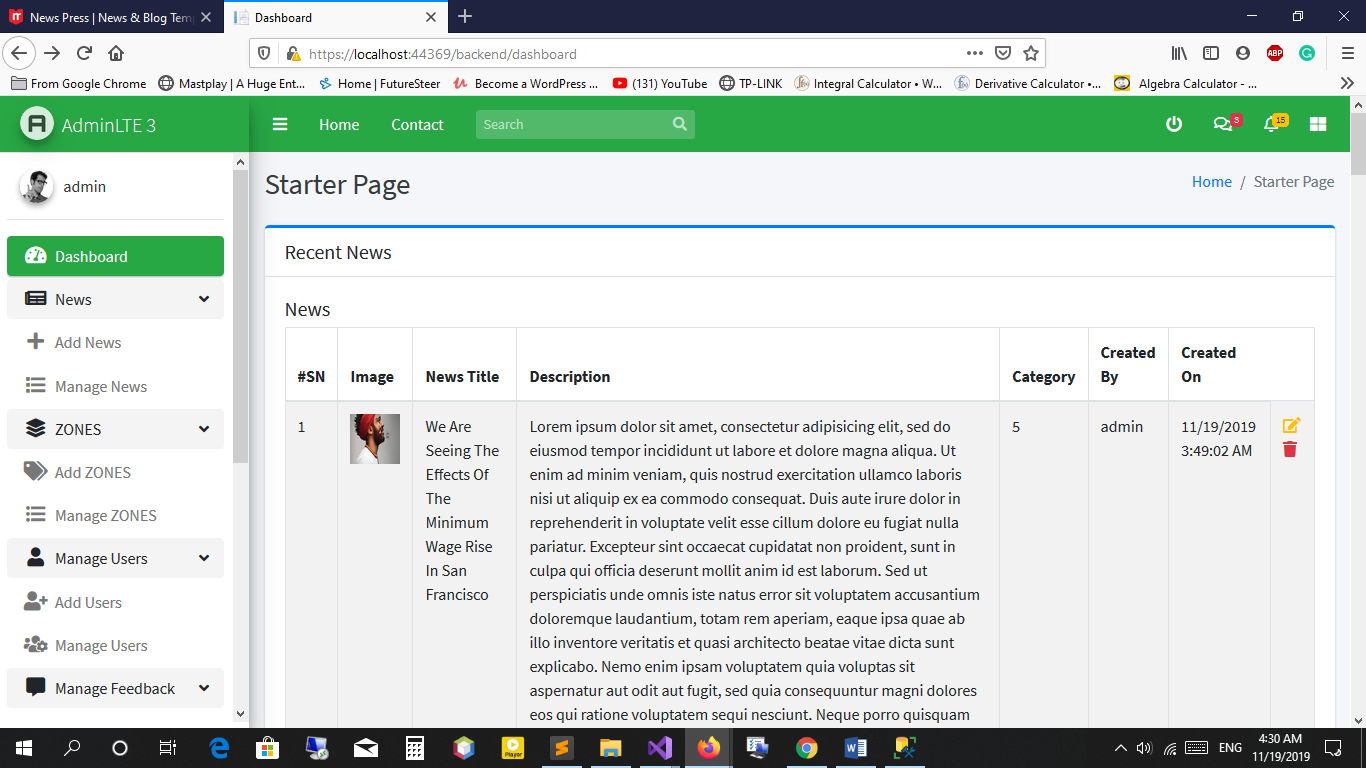 News Press | News & Blog Tem
Dashboard
https://localhost:44369/backend/dashboard
ABP
From Google Chrome
Mastplay | A Huge Ent...
Home | FutureSteer
Become a WordPress ...
(131) YouTube
TP-LINK
Integral Calculator • W...
Derivative Calculator •...
Algebra Calculator - ...
AdminLTE 3
Home
Contact
Search
3
15
admin
Starter Page
Home / Starter Page
Dashboard
News
Add News
Manage News
ZONES
Add ZONES
Manage ZONES
Manage Users
Add Users
Manage Users
Manage Feedback
Recent News
News
#SN
Image
News Title
Description
Category
Created
By
Created
On
1
We Are
Seeing The
Effects Of
The
Minimum
Wage Rise
In San
Francisco
Lorem ipsum dolor sit amet, consectetur adipisicing elit, sed do
eiusmod tempor incididunt ut labore et dolore magna aliqua. Ut
enim ad minim veniam, quis nostrud exercitation ullamco laboris
nisi ut aliquip ex ea commodo consequat. Duis aute irure dolor in
reprehenderit in voluptate velit esse cillum dolore eu fugiat nulla
pariatur. Excepteur sint occaecat cupidatat non proident, sunt in
culpa qui officia deserunt mollit anim id est laborum. Sed ut
perspiciatis unde omnis iste natus error sit voluptatem accusantium
doloremque laudantium, totam rem aperiam, eaque ipsa quae ab
illo inventore veritatis et quasi architecto beatae vitae dicta sunt
explicabo. Nemo enim ipsam voluptatem quia voluptas sit
aspernatur aut odit aut fugit, sed quia consequuntur magni dolores
eos qui ratione voluptatem sequi nesciunt. Neque porro quisquam
5
admin
11/19/2019
3:49:02 AM
Player
ENG
4:30 AM
11/19/2019